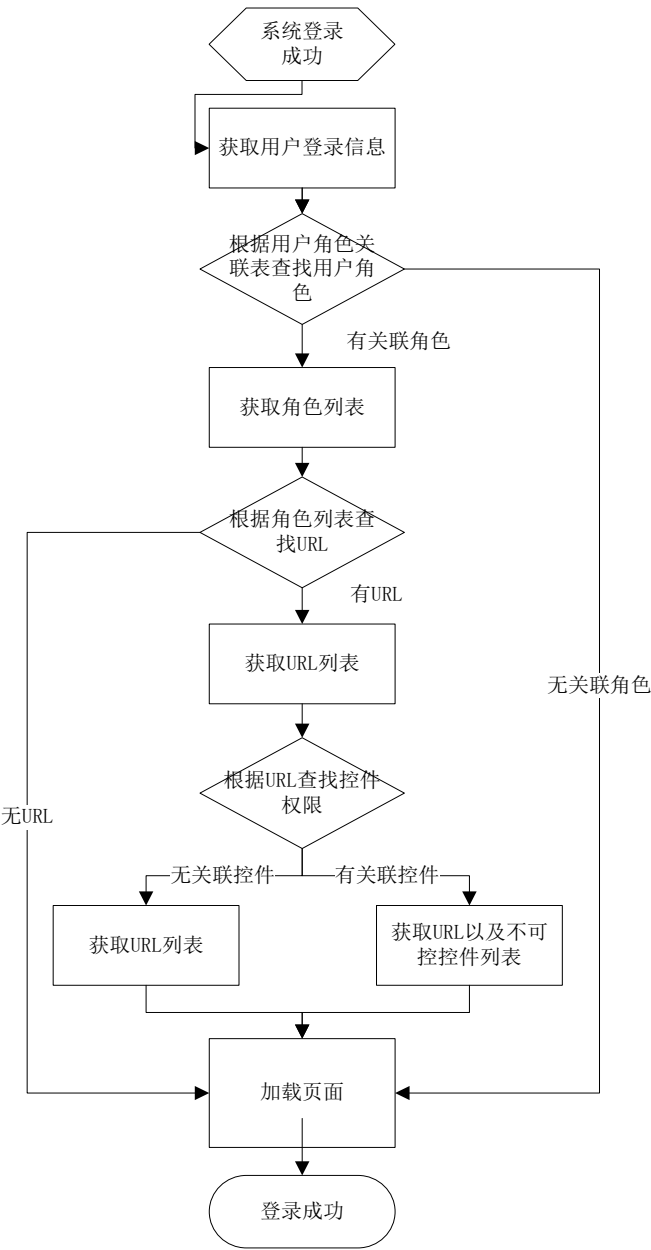 系统登录
成功
获取用户登录信息
根据用户角色关
联表查找用户角
色
有关联角色
获取角色列表
根据角色列表查
找URL
有URL
获取URL列表
无关联角色
根据URL查找控件
权限
无URL
无关联控件
有关联控件
获取URL列表
获取URL以及不可
控控件列表
加载页面
登录成功